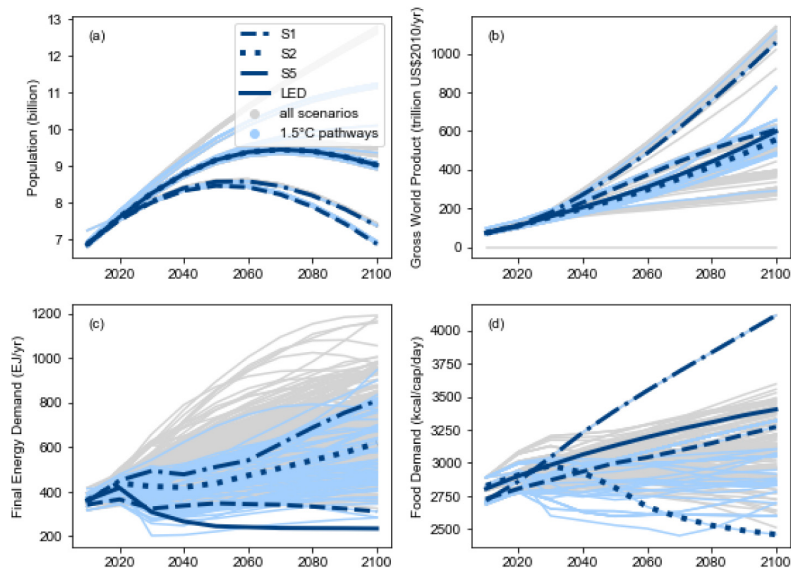 (a)
S1
S2
S5
LED
all scenarios
1.5°C pathways
Population (billion)
13
12
11
10
9
8
7
2020 2040 2060 2080 2100
(b)
Gross World Product (trillion US$2010/yr)
1000
800
600
400
200
0
2020 2040 2060 2080 2100
(c)
Final Energy Demand (EJ/yr)
1200
1000
800
600
400
200
2020 2040 2060 2080 2100
(d)
Food Demand (kcal/cap/day)
4000
3750
3500
3250
3000
2750
2500
2020 2040 2060 2080 2100